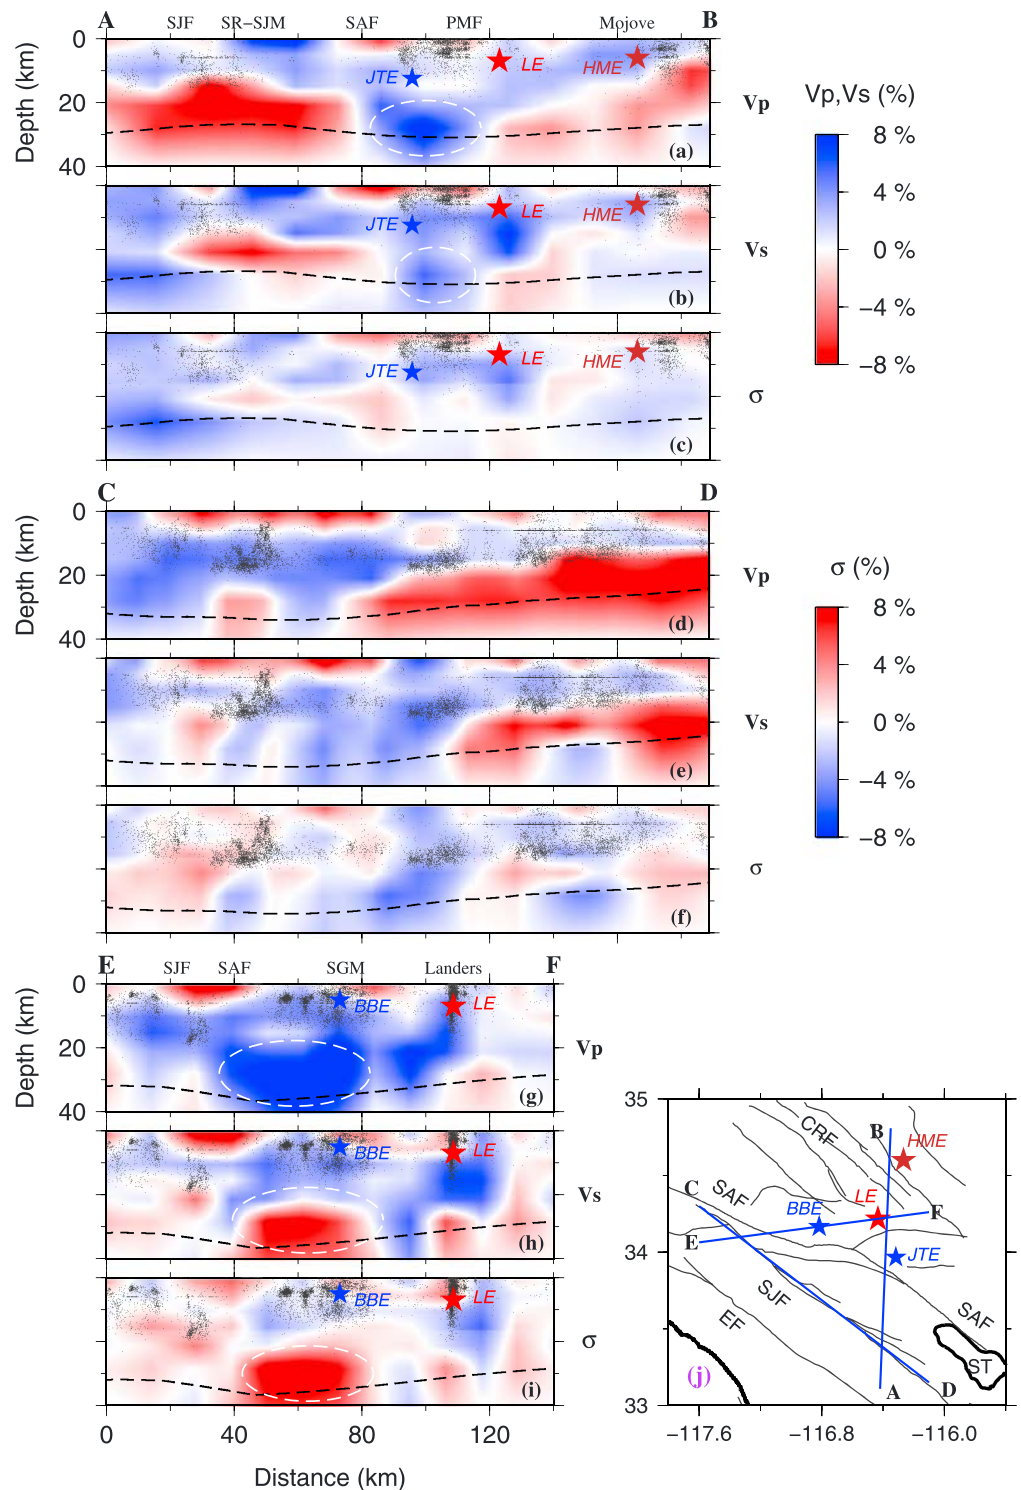 A SJF SR−SJM SAF PMF Mojove B
0
20
40
Depth (km)
JTE LE HME
(a)
Vp
JTE LE HME
(b)
Vs
JTE LE HME
(c)
σ
Vp,Vs (%)
8 %
4 %
0 %
−4 %
−8 %
C D
0
20
40
Depth (km)
(d)
Vp
(e)
Vs
(f)
σ
σ (%)
8 %
4 %
0 %
−4 %
−8 %
E SJF SAF SGM Landers F
0
20
40
Depth (km)
BBE LE
(g)
Vp
BBE LE
(h)
Vs
BBE LE
(i)
σ
0 40 80 120
Distance (km)
35
34
33
B
CRF
HME
C
SAF
LE
BBE
F
E
JTE
SJF
EF
SAF
ST
(j)
A
D
−117.6 −116.8 −116.0